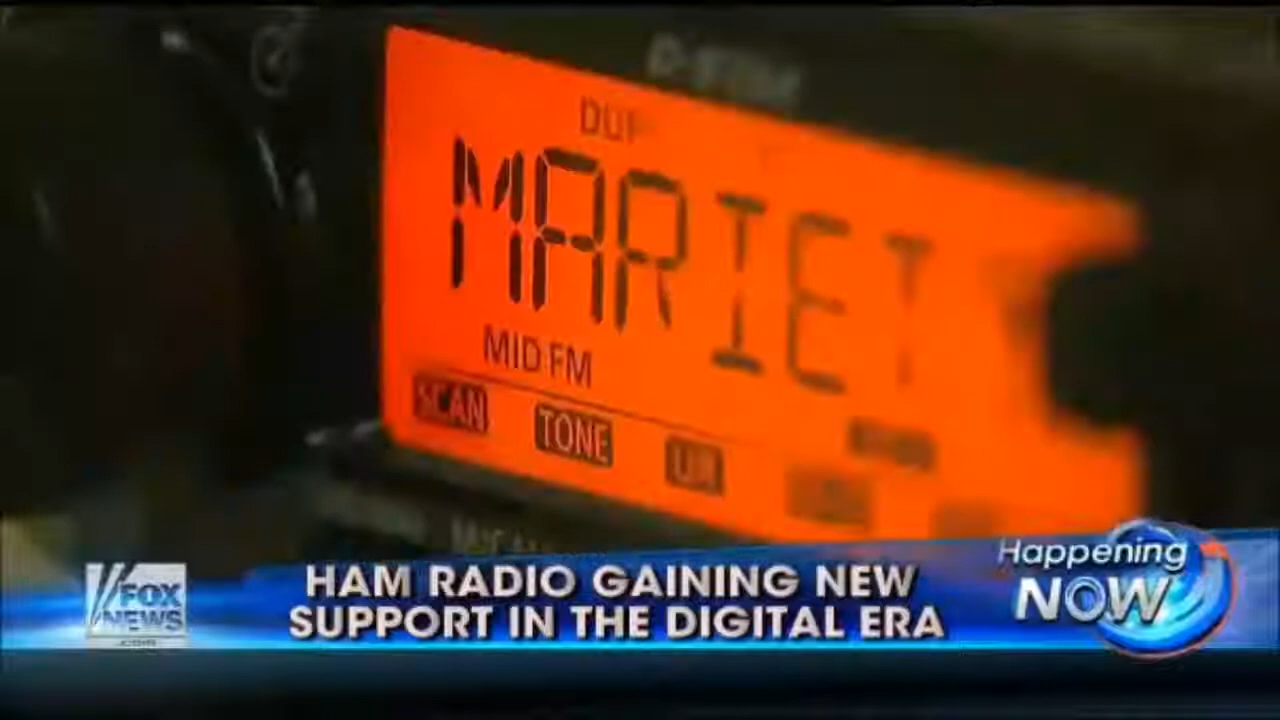 DUP
MARIET
MID FM
SCAN
TONE
HAM RADIO GAINING NEW
SUPPORT IN THE DIGITAL ERA
FOX
NEWS
Happening
NOW